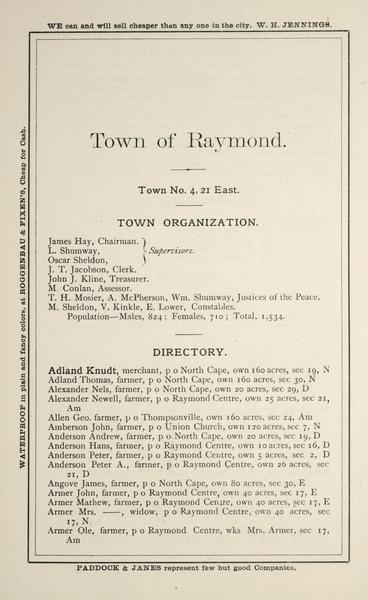 WE can and will sell cheaper than any one in the city. W. H. JENNINGS.
WATERPROOF in plain and fancy colors, at ROGGENBAU & FIXEN'S, Cheap for Cash.
Town of Raymond.
Town No. 4, 21 East.
TOWN ORGANIZATION.
James Hay, Chairman.
L. Shumway, } Supervisors.
Oscar Sheldon,
J. T. Jacobson, Clerk.
John J. Kline, Treasurer.
M Conlan, Assessor.
T. H. Mosier, A. McPherson, Wm. Shumway, Justices of the Peace.
M. Sheldon, V. Kinkle, E. Lower, Constables.
Population—Males, 824; Females, 710; Total, 1,534.
DIRECTORY.
Adland Knudt, merchant, p o North Cape, own 160 acres, sec 19, N
Adland Thomas, farmer, p o North Cape, own 160 acres, sec 30, N
Alexander Nels, farmer, p o North Cape, own 20 acres, sec 29, D
Alexander Newell, farmer, p o Raymond Centre, own 25 acres, sec 21,
Am
Allen Geo. farmer, p o Thompsonville, own 160 acres, sec 24, Am
Amberson John, farmer, p o Union Church, own 120 acres, sec 7, N
Anderson Andrew, farmer, p o North Cape, own 20 acres, sec 19, D
Anderson Hans, farmer, p o Raymond Centre, own 10 acres, sec 16, D
Anderson Peter, farmer, p o Raymond Centre, own 5 acres, sec 2, D
Anderson Peter A., farmer, p o Raymond Centre, own 26 acres, sec
21, D
Angove James, farmer, p o North Cape, own 80 acres, sec 30, E
Armer John, farmer, p o Raymond Centre, own 40 acres, sec 17, E
Armer Mathew, farmer, p o Raymond Centre, own 40 acres, sec 17, E
Armer Mrs. ——, widow, p o Raymond Centre, own 40 acres, sec
17, N
Armer Ole, farmer, p o Raymond Centre, wks Mrs. Armer, sec 17,
Am
PADDOCK & JANES represent few but good Companies.